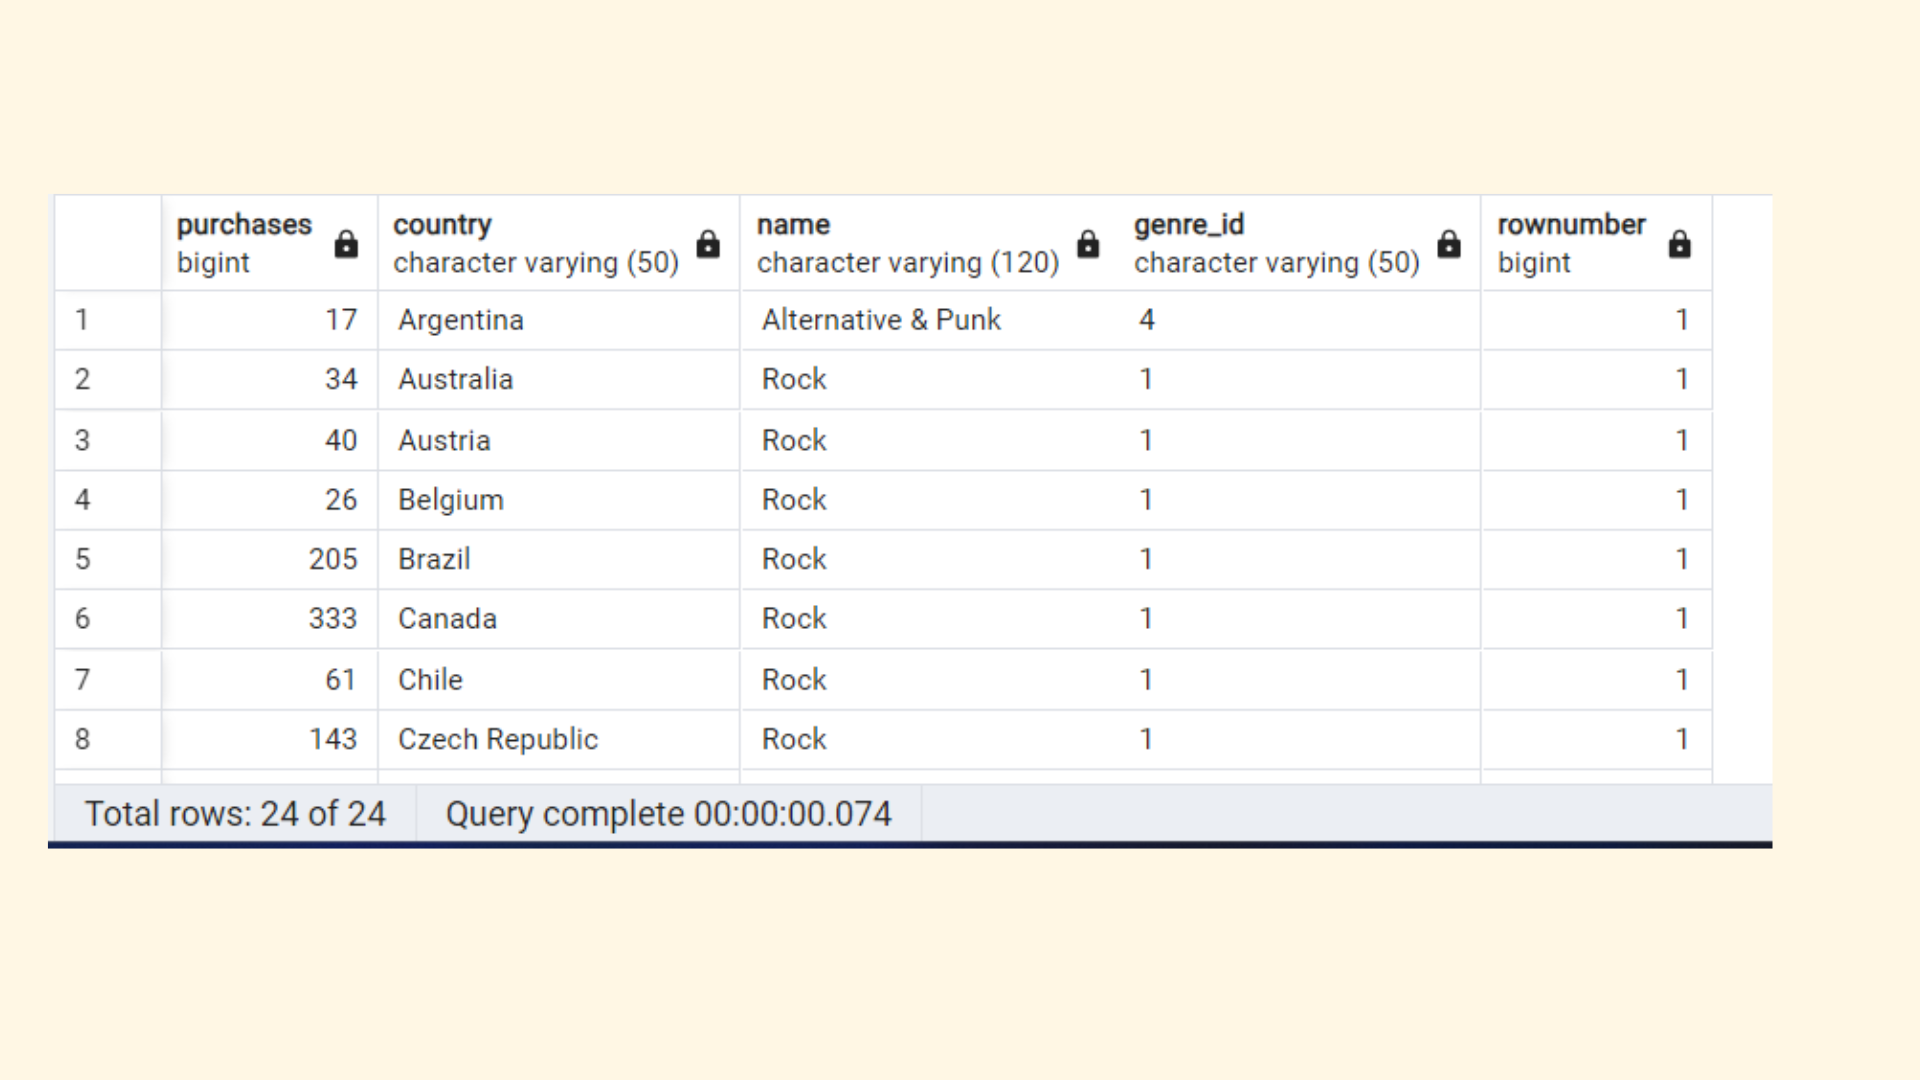 purchases country name genre_id rownumber
bigint character varying (50) character varying (120) character varying (50) bigint
1 17 Argentina Alternative & Punk 4 1
2 34 Australia Rock 1 1
3 40 Austria Rock 1 1
4 26 Belgium Rock 1 1
5 205 Brazil Rock 1 1
6 333 Canada Rock 1 1
7 61 Chile Rock 1 1
8 143 Czech Republic Rock 1 1
Total rows: 24 of 24 Query complete 00:00:00.074